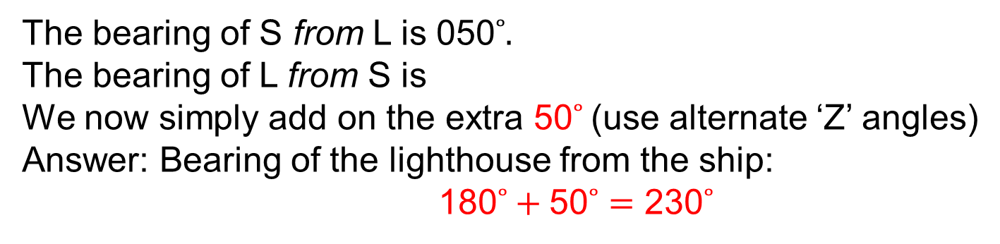 The bearing of S from L is 050°.
The bearing of L from S is
We now simply add on the extra 50° (use alternate ‘Z’ angles)
Answer: Bearing of the lighthouse from the ship:
180° + 50° = 230°